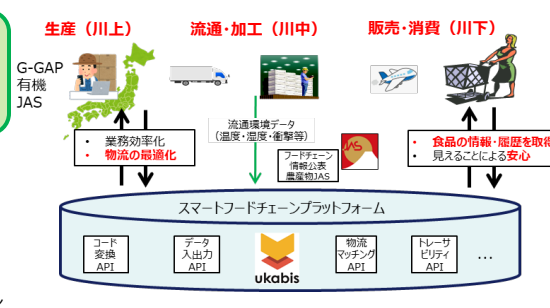 生産（川上）
流通・加工（川中）
販売・消費（川下）
G-GAP
有機
JAS
流通環境データ
（温度・湿度・衝撃等）
• 業務効率化
• 物流の最適化
フードチェーン
情報公表
農産物JAS
JAS
• 食品の情報・履歴を取得
• 見えることによる安心
スマートフードチェーンプラットフォーム
コード
変換
API
データ
入出力
API
ukabis
物流
マッチング
API
トレーサ
ビリティ
API
…